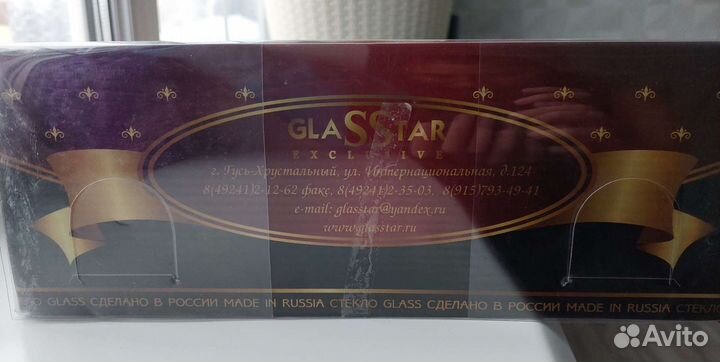 GLASSTAR
EXCLUSIVE
г. Гусь-Хрустальный, ул. Интернациональная, д.124
8(49241)2-12-62 факс, 8(49241)2-35-03, 8(915)793-49-41
e-mail: glasstar@yandex.ru
www.glasstar.ru
ЛО GLASS СДЕЛАНО В РОССИИ MADE IN RUSSIA СТЕКЛО GLASS СДЕЛАНО В РОССИИ MADE IN RUSSIA СТЕКЛО
Avito